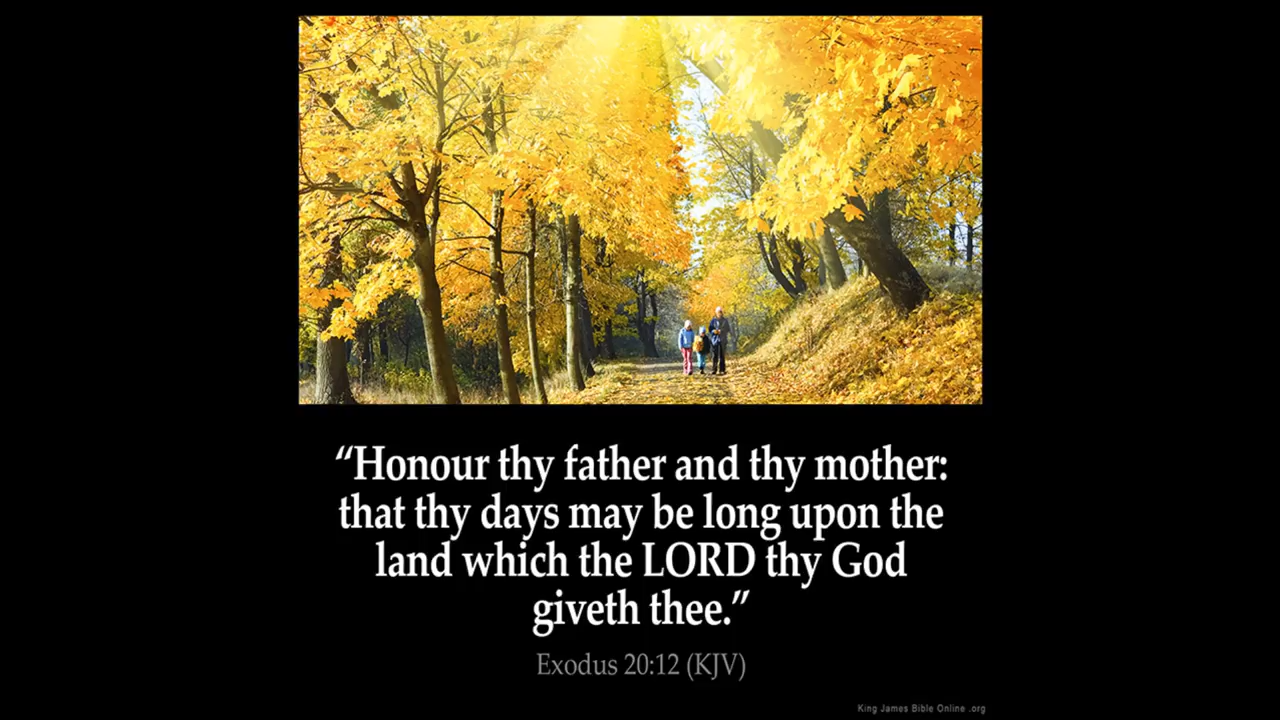 “Honour thy father and thy mother:
that thy days may be long upon the
land which the LORD thy God
giveth thee.”
Exodus 20:12 (KJV)
King James Bible Online .org